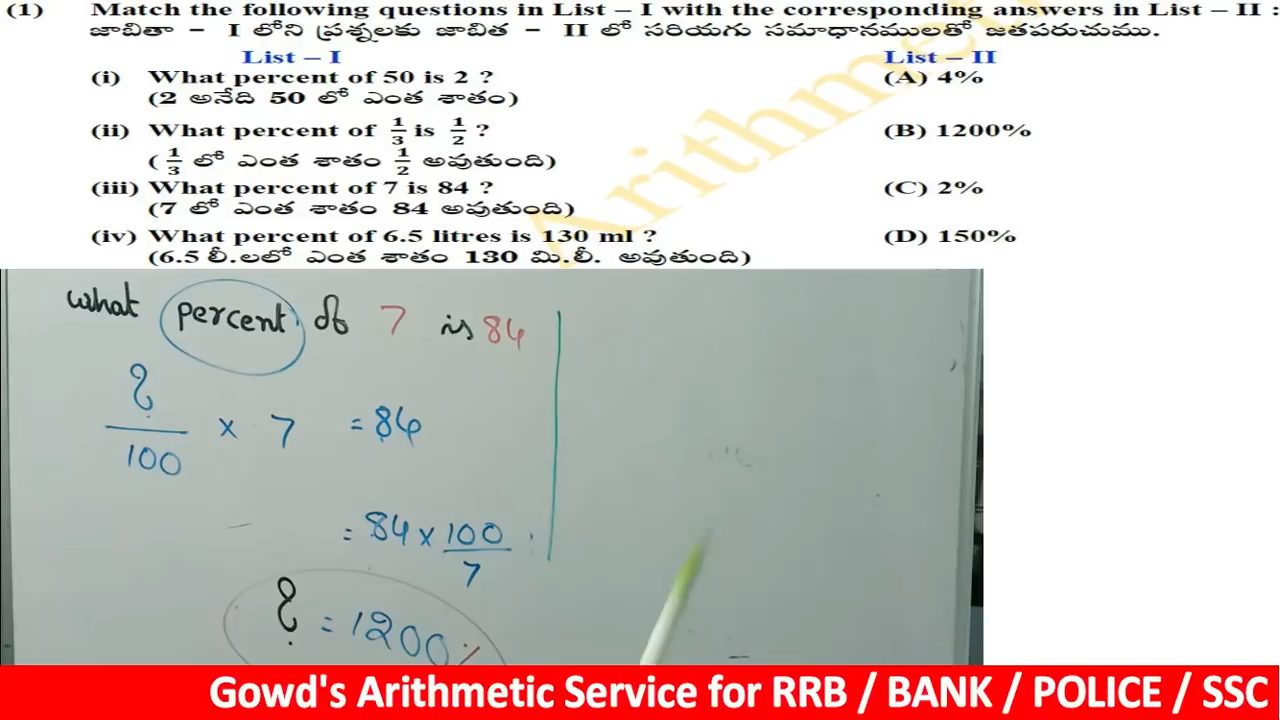 (1) Match the following questions in List – I with the corresponding answers in List – II :
జాబితా – I లోని ప్రశ్నలకు జాబిత – II లో సరియగు సమాధానములతో జతపరుచుము.
List – I List – II
(i) What percent of 50 is 2 ? (A) 4%
(2 అనేది 50 లో ఎంత శాతం)
(ii) What percent of 1/3 is 1/2 ? (B) 1200%
( 1/3 లో ఎంత శాతం 1/2 అవుతుంది)
(iii) What percent of 7 is 84 ? (C) 2%
(7 లో ఎంత శాతం 84 అవుతుంది)
(iv) What percent of 6.5 litres is 130 ml ? (D) 150%
(6.5 లీ.లలో ఎంత శాతం 130 మి.లీ. అవుతుంది)
Arithme
what percent of 7 is 84
?/100 × 7 = 84
= 84 × 100/7
? = 1200%
Gowd's Arithmetic Service for RRB / BANK / POLICE / SSC